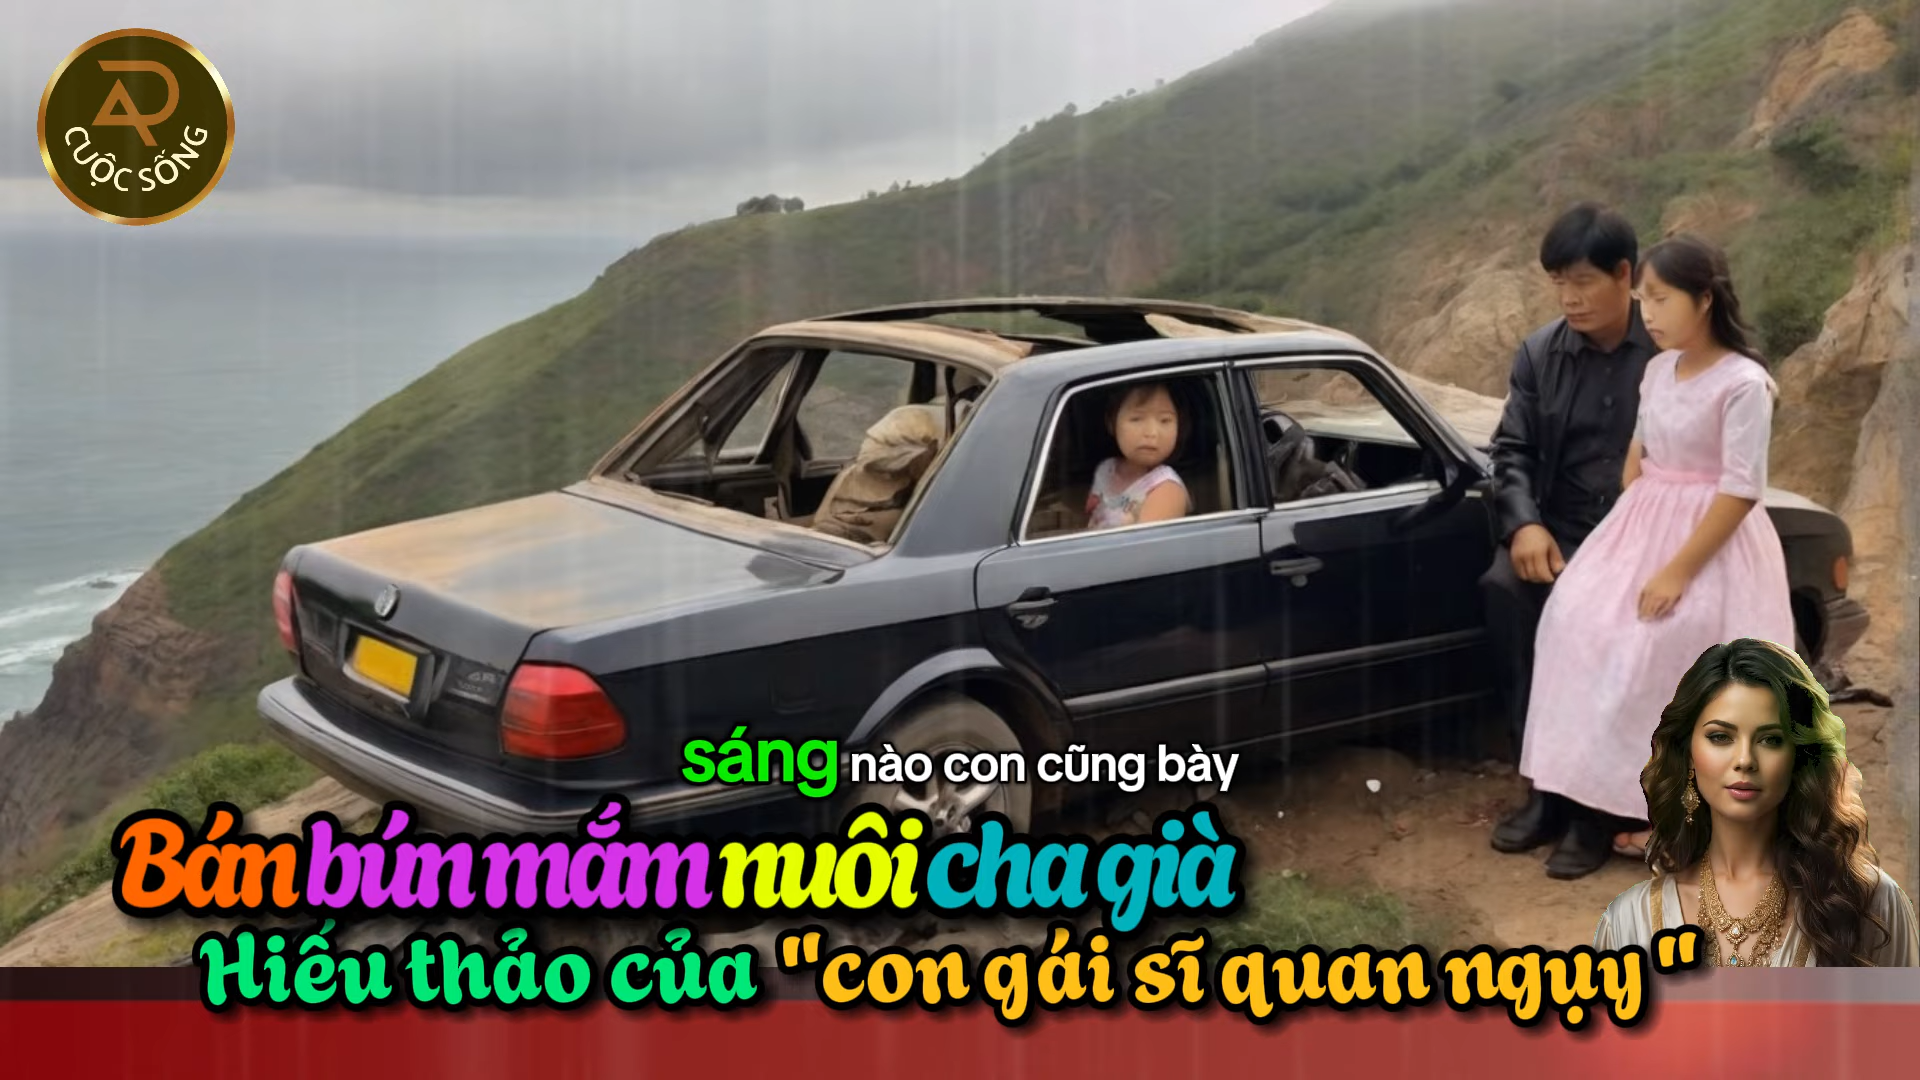 CUỘC SỐNG
sáng nào con cũng bày
Bán bún mắm nuôi cha già
Hiếu thảo của "con gái sĩ quan ngụy"